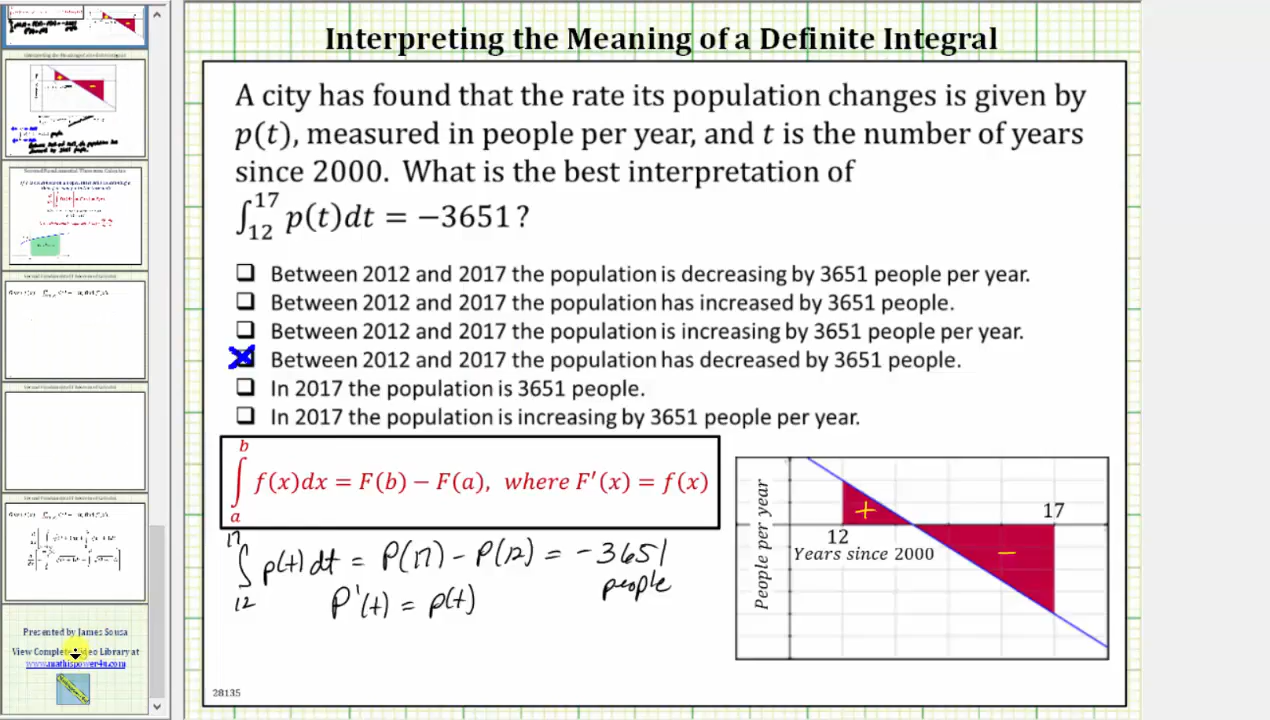 Interpreting the Meaning of a Definite Integral
A city has found that the rate its population changes is given by
p(t), measured in people per year, and t is the number of years
since 2000. What is the best interpretation of
∫₁₂¹⁷ p(t)dt = −3651?
❑ Between 2012 and 2017 the population is decreasing by 3651 people per year.
❑ Between 2012 and 2017 the population has increased by 3651 people.
❑ Between 2012 and 2017 the population is increasing by 3651 people per year.
❑ Between 2012 and 2017 the population has decreased by 3651 people.
❑ In 2017 the population is 3651 people.
❑ In 2017 the population is increasing by 3651 people per year.
∫ₐᵇ f(x)dx = F(b) − F(a), where F′(x) = f(x)
∫₁₂¹⁷ p(t) dt = P(17) − P(12) = −3651
people
P'(t) = p(t)
People per year
+
17
12
Years since 2000
−
28135
Presented by James Sousa
View Complete Video Library at
www.mathispower4u.com